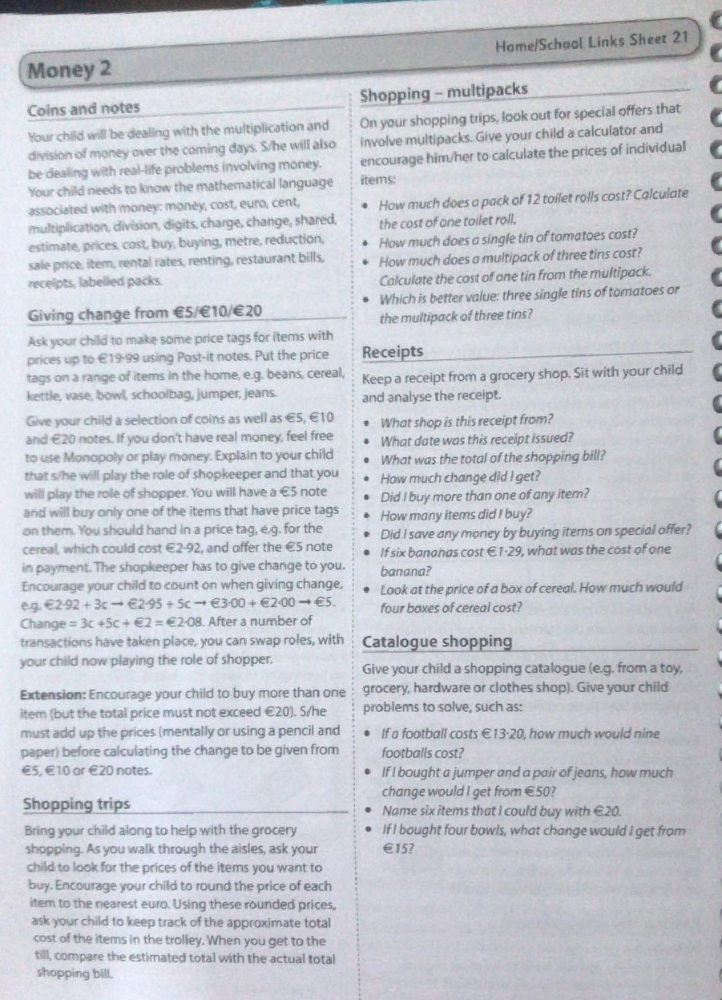 Home/School Links Sheet 21
Money 2
Coins and notes
Your child will be dealing with the multiplication and
division of money over the coming days. S/he will also
be dealing with real-life problems involving money.
Your child needs to know the mathematical language
associated with money: money, cost, euro, cent,
multiplication, division, digits, charge, change, shared,
estimate, prices, cost, buy, buying, metre, reduction,
sale price, item, rental rates, renting, restaurant bills,
receipts, labelled packs.
Giving change from €5/€10/€20
Ask your child to make some price tags for items with
prices up to €19·99 using Post-it notes. Put the price
tags on a range of items in the home, e.g. beans, cereal,
kettle, vase, bowl, schoolbag, jumper, jeans.
Give your child a selection of coins as well as €5, €10
and €20 notes. If you don't have real money, feel free
to use Monopoly or play money. Explain to your child
that s/he will play the role of shopkeeper and that you
will play the role of shopper. You will have a €5 note
and will buy only one of the items that have price tags
on them. You should hand in a price tag, e.g. for the
cereal, which could cost €2·92, and offer the €5 note
in payment. The shopkeeper has to give change to you.
Encourage your child to count on when giving change,
e.g. €2·92 + 3c → €2·95 + 5c → €3·00 + €2·00 → €5.
Change = 3c +5c + €2 = €2·08. After a number of
transactions have taken place, you can swap roles, with
your child now playing the role of shopper.
Extension: Encourage your child to buy more than one
item (but the total price must not exceed €20). S/he
must add up the prices (mentally or using a pencil and
paper) before calculating the change to be given from
€5, €10 or €20 notes.
Shopping trips
Bring your child along to help with the grocery
shopping. As you walk through the aisles, ask your
child to look for the prices of the items you want to
buy. Encourage your child to round the price of each
item to the nearest euro. Using these rounded prices,
ask your child to keep track of the approximate total
cost of the items in the trolley. When you get to the
till, compare the estimated total with the actual total
shopping bill.
Shopping – multipacks
On your shopping trips, look out for special offers that
involve multipacks. Give your child a calculator and
encourage him/her to calculate the prices of individual
items:
• How much does a pack of 12 toilet rolls cost? Calculate
the cost of one toilet roll.
• How much does a single tin of tomatoes cost?
• How much does a multipack of three tins cost?
Calculate the cost of one tin from the multipack.
• Which is better value: three single tins of tomatoes or
the multipack of three tins?
Receipts
Keep a receipt from a grocery shop. Sit with your child
and analyse the receipt.
• What shop is this receipt from?
• What date was this receipt issued?
• What was the total of the shopping bill?
• How much change did I get?
• Did I buy more than one of any item?
• How many items did I buy?
• Did I save any money by buying items on special offer?
• If six bananas cost €1·29, what was the cost of one
banana?
• Look at the price of a box of cereal. How much would
four boxes of cereal cost?
Catalogue shopping
Give your child a shopping catalogue (e.g. from a toy,
grocery, hardware or clothes shop). Give your child
problems to solve, such as:
• If a football costs €13·20, how much would nine
footballs cost?
• If I bought a jumper and a pair of jeans, how much
change would I get from €50?
• Name six items that I could buy with €20.
• If I bought four bowls, what change would I get from
€15?